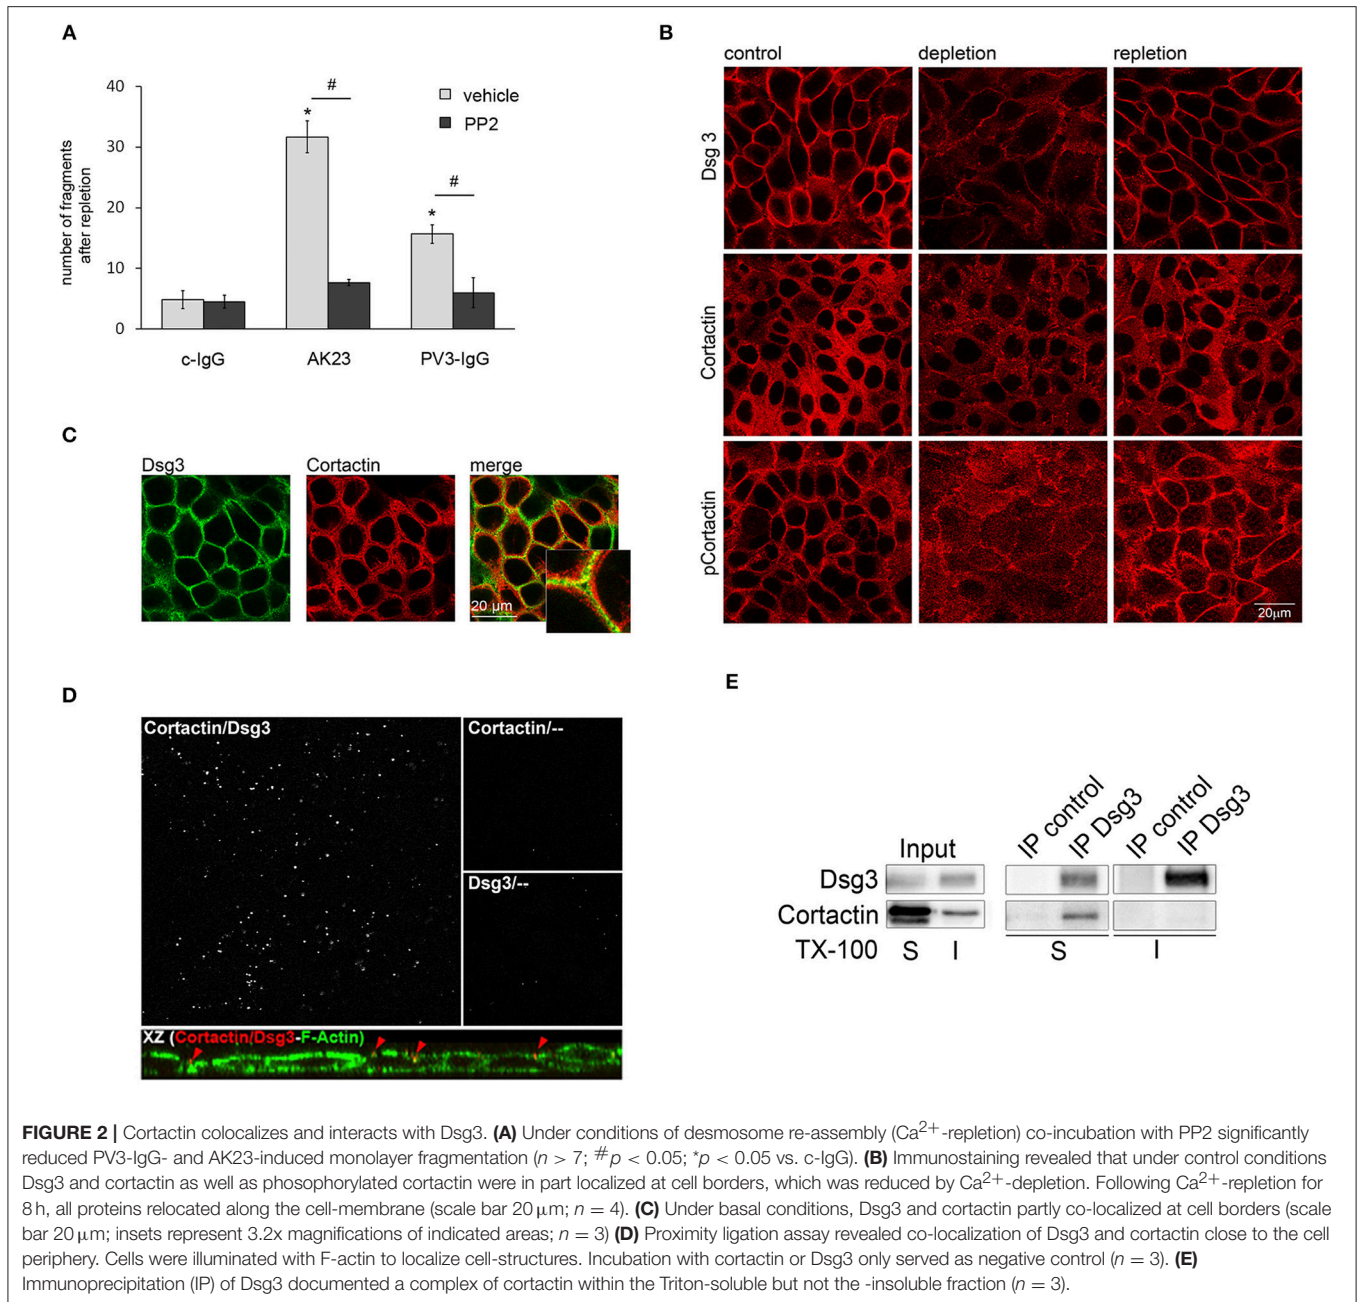 A
40
30
20
10
0
number of fragments
after repletion
*
#
*
#
vehicle
PP2
c-IgG
AK23
PV3-IgG
B
control
depletion
repletion
Dsg 3
Cortactin
pCortactin
20μm
C
Dsg3
Cortactin
merge
20 μm
D
Cortactin/Dsg3
Cortactin/--
Dsg3/--
XZ (Cortactin/Dsg3-F-Actin)
E
Input
IP control
IP Dsg3
IP control
IP Dsg3
Dsg3
Cortactin
TX-100
S
I
S
I
FIGURE 2 | Cortactin colocalizes and interacts with Dsg3. (A) Under conditions of desmosome re-assembly (Ca2+-repletion) co-incubation with PP2 significantly
reduced PV3-IgG- and AK23-induced monolayer fragmentation (n > 7; #p < 0.05; *p < 0.05 vs. c-IgG). (B) Immunostaining revealed that under control conditions
Dsg3 and cortactin as well as phosophorylated cortactin were in part localized at cell borders, which was reduced by Ca2+-depletion. Following Ca2+-repletion for
8 h, all proteins relocated along the cell-membrane (scale bar 20 μm; n = 4). (C) Under basal conditions, Dsg3 and cortactin partly co-localized at cell borders (scale
bar 20 μm; insets represent 3.2x magnifications of indicated areas; n = 3) (D) Proximity ligation assay revealed co-localization of Dsg3 and cortactin close to the cell
periphery. Cells were illuminated with F-actin to localize cell-structures. Incubation with cortactin or Dsg3 only served as negative control (n = 3). (E)
Immunoprecipitation (IP) of Dsg3 documented a complex of cortactin within the Triton-soluble but not the -insoluble fraction (n = 3).